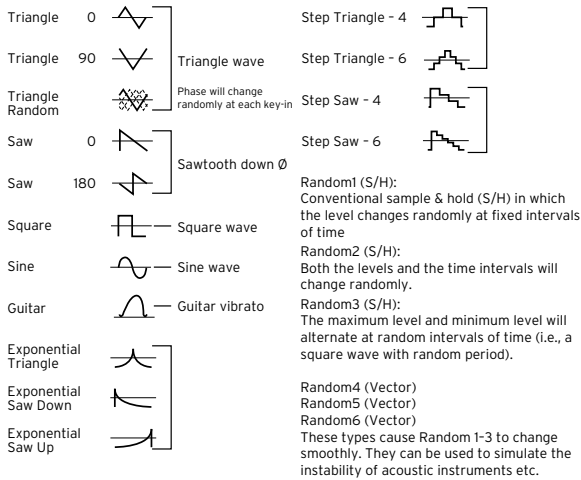 Triangle 0
Triangle 90
Triangle wave
Triangle
Random
Phase will change
randomly at each key-in
Saw 0
Sawtooth down Ø
Saw 180
Square
Square wave
Sine
Sine wave
Guitar
Guitar vibrato
Exponential
Triangle
Exponential
Saw Down
Exponential
Saw Up
Step Triangle – 4
Step Triangle – 6
Step Saw – 4
Step Saw – 6
Random1 (S/H):
Conventional sample & hold (S/H) in which
the level changes randomly at fixed intervals
of time
Random2 (S/H):
Both the levels and the time intervals will
change randomly.
Random3 (S/H):
The maximum level and minimum level will
alternate at random intervals of time (i.e., a
square wave with random period).
Random4 (Vector)
Random5 (Vector)
Random6 (Vector)
These types cause Random 1–3 to change
smoothly. They can be used to simulate the
instability of acoustic instruments etc.